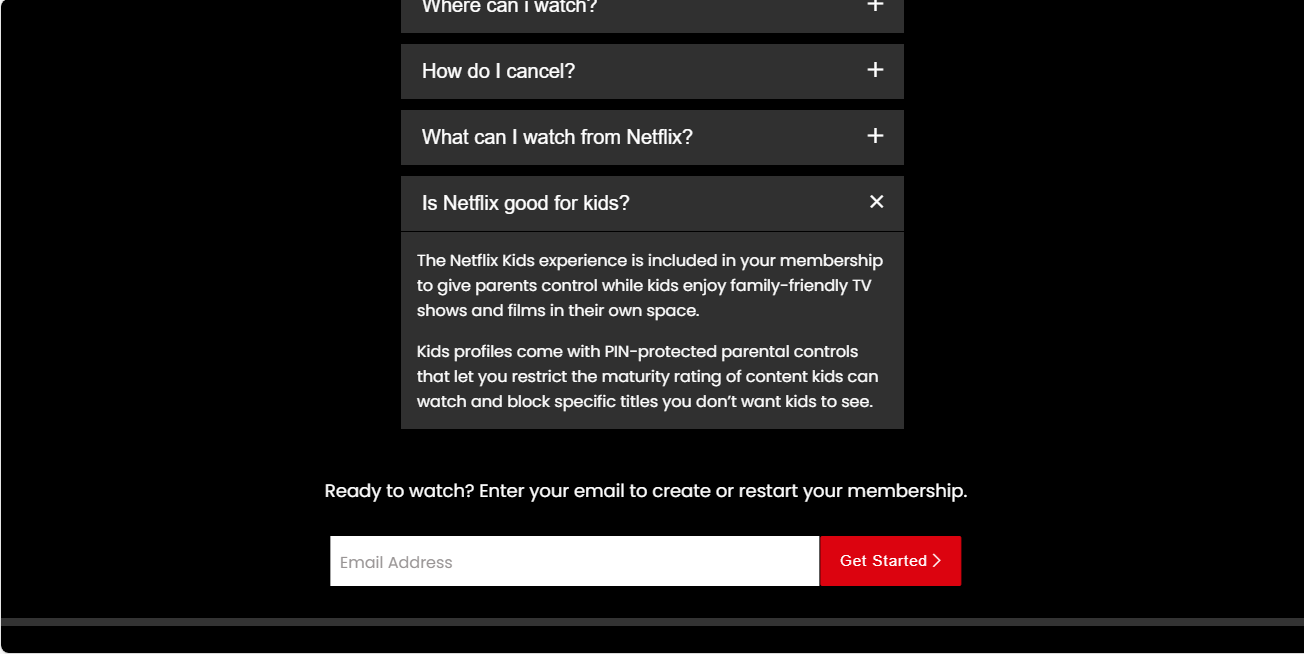 Where can i watch?
How do I cancel?
What can I watch from Netflix?
Is Netflix good for kids?
The Netflix Kids experience is included in your membership
to give parents control while kids enjoy family-friendly TV
shows and films in their own space.
Kids profiles come with PIN-protected parental controls
that let you restrict the maturity rating of content kids can
watch and block specific titles you don’t want kids to see.
Ready to watch? Enter your email to create or restart your membership.
Email Address
Get Started